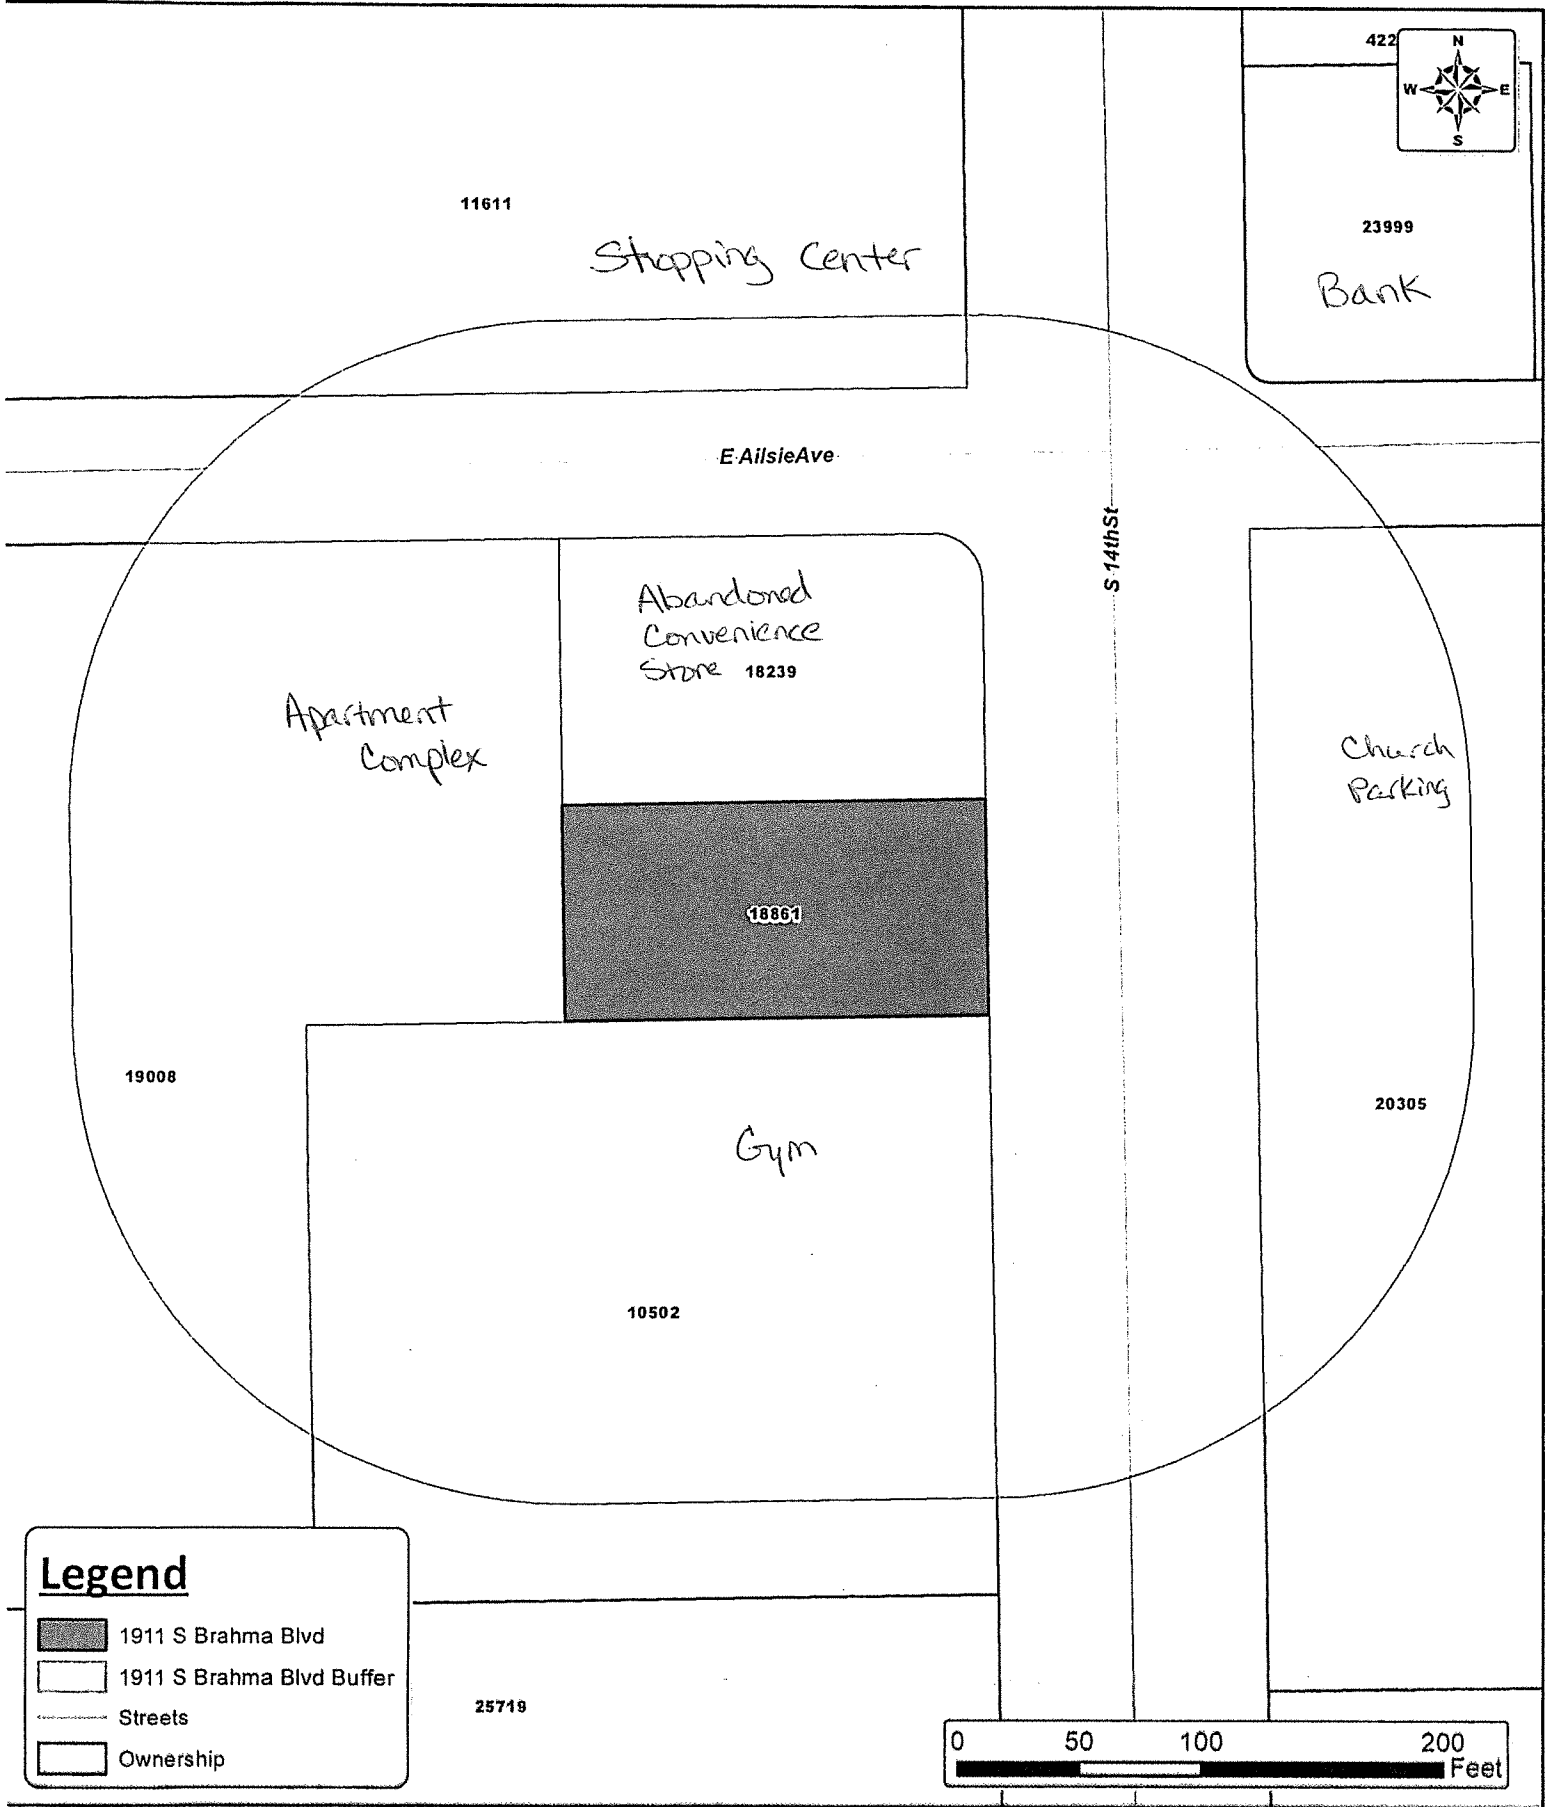 422
N
W E
S
11611
Shopping Center
23999
Bank
E AilsieAve
S 14thSt
Abandoned
Convenience
Store 18239
Apartment
Complex
Church
Parking
18861
19008
20305
Gym
10502
Legend
1911 S Brahma Blvd
1911 S Brahma Blvd Buffer
Streets
Ownership
25719
0 50 100 200
Feet